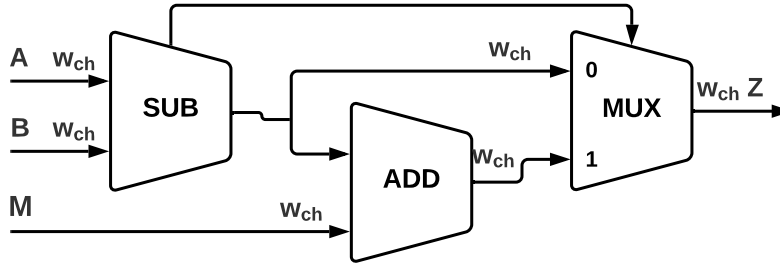 A w_ch
SUB
B w_ch
M w_ch
ADD
w_ch
w_ch
0
MUX
1
w_ch Z